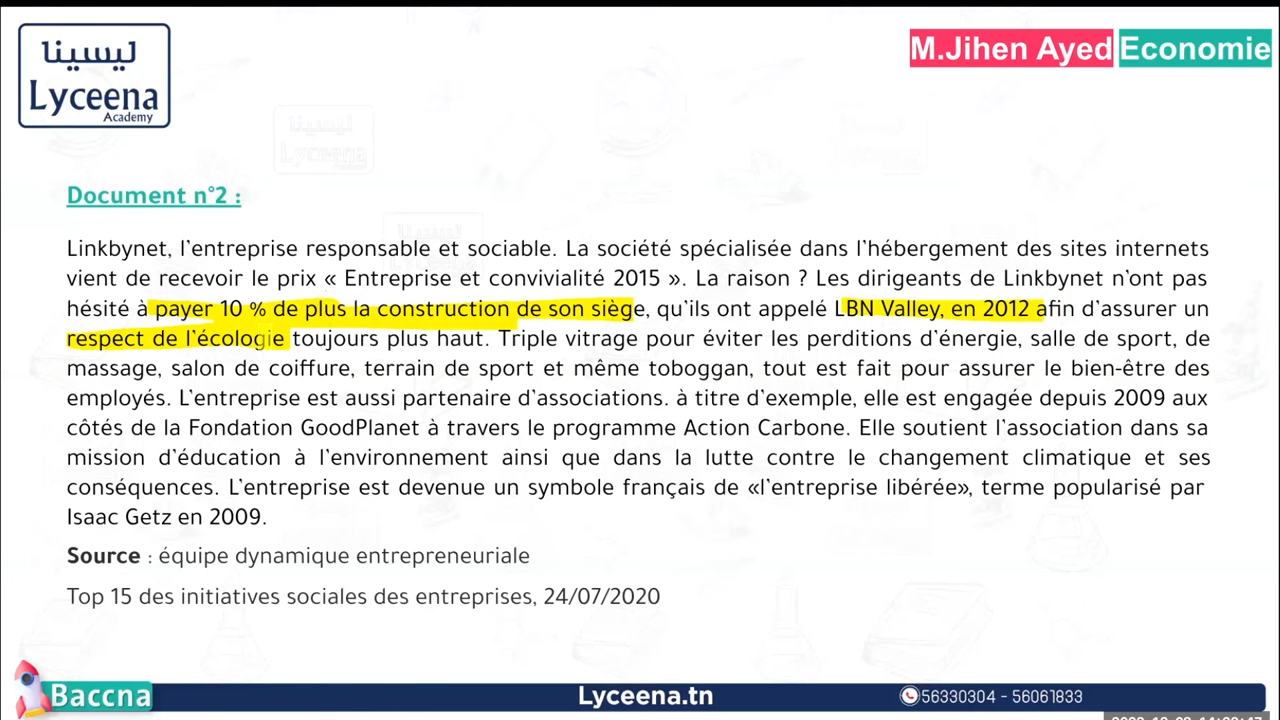 ليسينا
Lyceena
Academy
M.Jihen Ayed Economie
Document n°2 :
Linkbynet, l'entreprise responsable et sociable. La société spécialisée dans l'hébergement des sites internets
vient de recevoir le prix « Entreprise et convivialité 2015 ». La raison ? Les dirigeants de Linkbynet n'ont pas
hésité à payer 10 % de plus la construction de son siège, qu'ils ont appelé LBN Valley, en 2012 afin d'assurer un
respect de l'écologie toujours plus haut. Triple vitrage pour éviter les perditions d'énergie, salle de sport, de
massage, salon de coiffure, terrain de sport et même toboggan, tout est fait pour assurer le bien-être des
employés. L'entreprise est aussi partenaire d'associations. à titre d'exemple, elle est engagée depuis 2009 aux
côtés de la Fondation GoodPlanet à travers le programme Action Carbone. Elle soutient l'association dans sa
mission d'éducation à l'environnement ainsi que dans la lutte contre le changement climatique et ses
conséquences. L'entreprise est devenue un symbole français de «l'entreprise libérée», terme popularisé par
Isaac Getz en 2009.
Source : équipe dynamique entrepreneuriale
Top 15 des initiatives sociales des entreprises, 24/07/2020
Baccna
Lyceena.tn
56330304 - 56061833